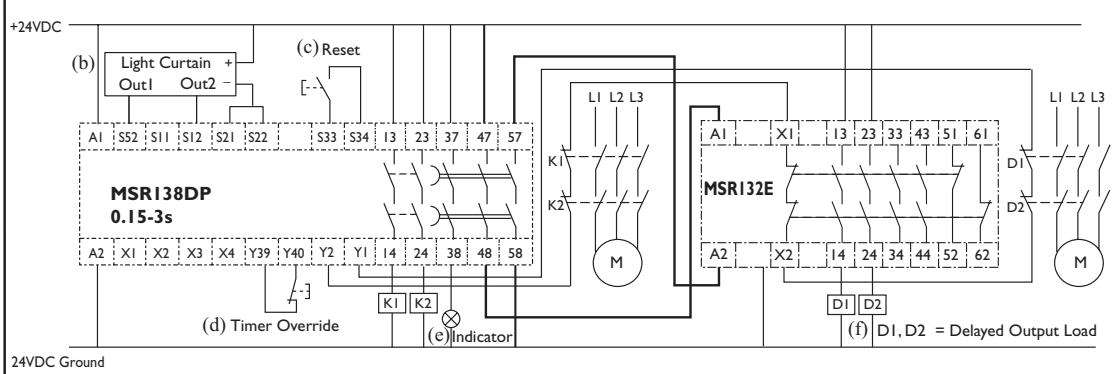 +24VDC
(b)
Light Curtain +
Out1 Out2 –
(c) Reset
A1 S52 S11 S12 S21 S22 S33 S34 13 23 37 47 57
MSR138DP
0.15-3s
A2 X1 X2 X3 X4 Y39 Y40 Y2 Y1 14 24 38 48 58
K1 K2
(d) Timer Override
(e) Indicator
L1 L2 L3
K1
K2
M
A1 X1 13 23 33 43 51 61
MSR132E
A2 X2 14 24 34 44 52 62
D1 D2
(f) D1, D2 = Delayed Output Load
L1 L2 L3
D1
D2
M
24VDC Ground